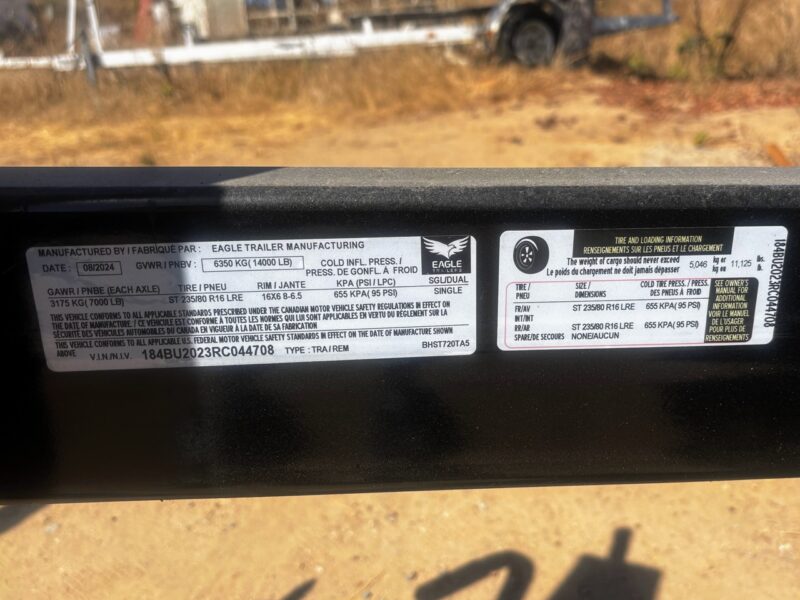 MANUFACTURED BY / FABRIQUÉ PAR : EAGLE TRAILER MANUFACTURING
DATE : 08/2024 GVWR / PNBV : 6350 KG( 14000 LB) COLD INFL. PRESS. /
PRESS. DE GONFL. À FROID
EAGLE
TRAILERS
GAWR / PNBE (EACH AXLE) TIRE / PNEU RIM / JANTE KPA (PSI / LPC) SGL/DUAL
3175 KG( 7000 LB) ST 235/80 R16 LRE 16X6 8-6.5 655 KPA( 95 PSI) SINGLE
THIS VEHICLE CONFORMS TO ALL APPLICABLE STANDARDS PRESCRIBED UNDER THE CANADIAN MOTOR VEHICLE SAFETY REGULATIONS IN EFFECT ON
THE DATE OF MANUFACTURE. / CE VEHICULE EST CONFORME À TOUTES LES NORMES QUI LUI SONT APPLICABLES EN VERTU DU RÈGLEMENT SUR LA
SÉCURITÉ DES VÉHICULES AUTOMOBILES DU CANADA EN VIGUEUR À LA DATE DE SA FABRICATION
THIS VEHICLE CONFORMS TO ALL APPLICABLE U.S. FEDERAL MOTOR VEHICLE SAFETY STANDARDS IN EFFECT ON THE DATE OF MANUFACTURE SHOWN
ABOVE
V.I.N/N.I.V. 184BU2023RC044708 TYPE : TRA / REM BHST720TA5
TIRE AND LOADING INFORMATION
RENSEIGNEMENTS SUR LES PNEUS ET LE CHARGEMENT
The weight of cargo should never exceed 5,046 kg or 11,125 lbs.
Le poids du chargement ne doit jamais dépasser kg ou lb.
TIRE / SIZE / COLD TIRE PRESS. / PRESS.
PNEU DIMENSIONS DES PNEUS À FROID
FR/AV ST 235/80 R16 LRE 655 KPA( 95 PSI)
INT/INT
RR/AR ST 235/80 R16 LRE 655 KPA( 95 PSI)
SPARE/DE SECOURS NONE/AUCUN
SEE OWNER'S
MANUAL FOR
ADDITIONAL
INFORMATION
VOIR LE MANUEL
DE L'USAGER
POUR PLUS DE
RENSEIGNEMENTS
184BU2023RC044708